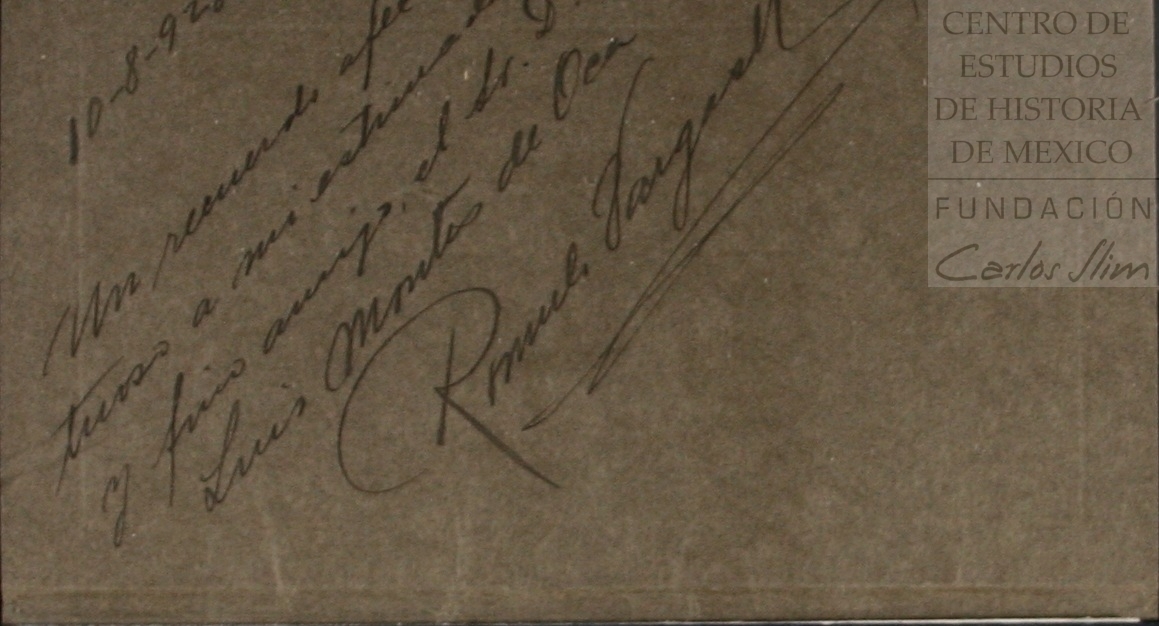 10-8-92
Un recuerdo afec
tuoso a mi estimado
y fino amigo, el Sr. D.
Luis Montes de Oca
Romulo Vargas
CENTRO DE
ESTUDIOS
DE HISTORIA
DE MEXICO
FUNDACIÓN
Carlos Slim